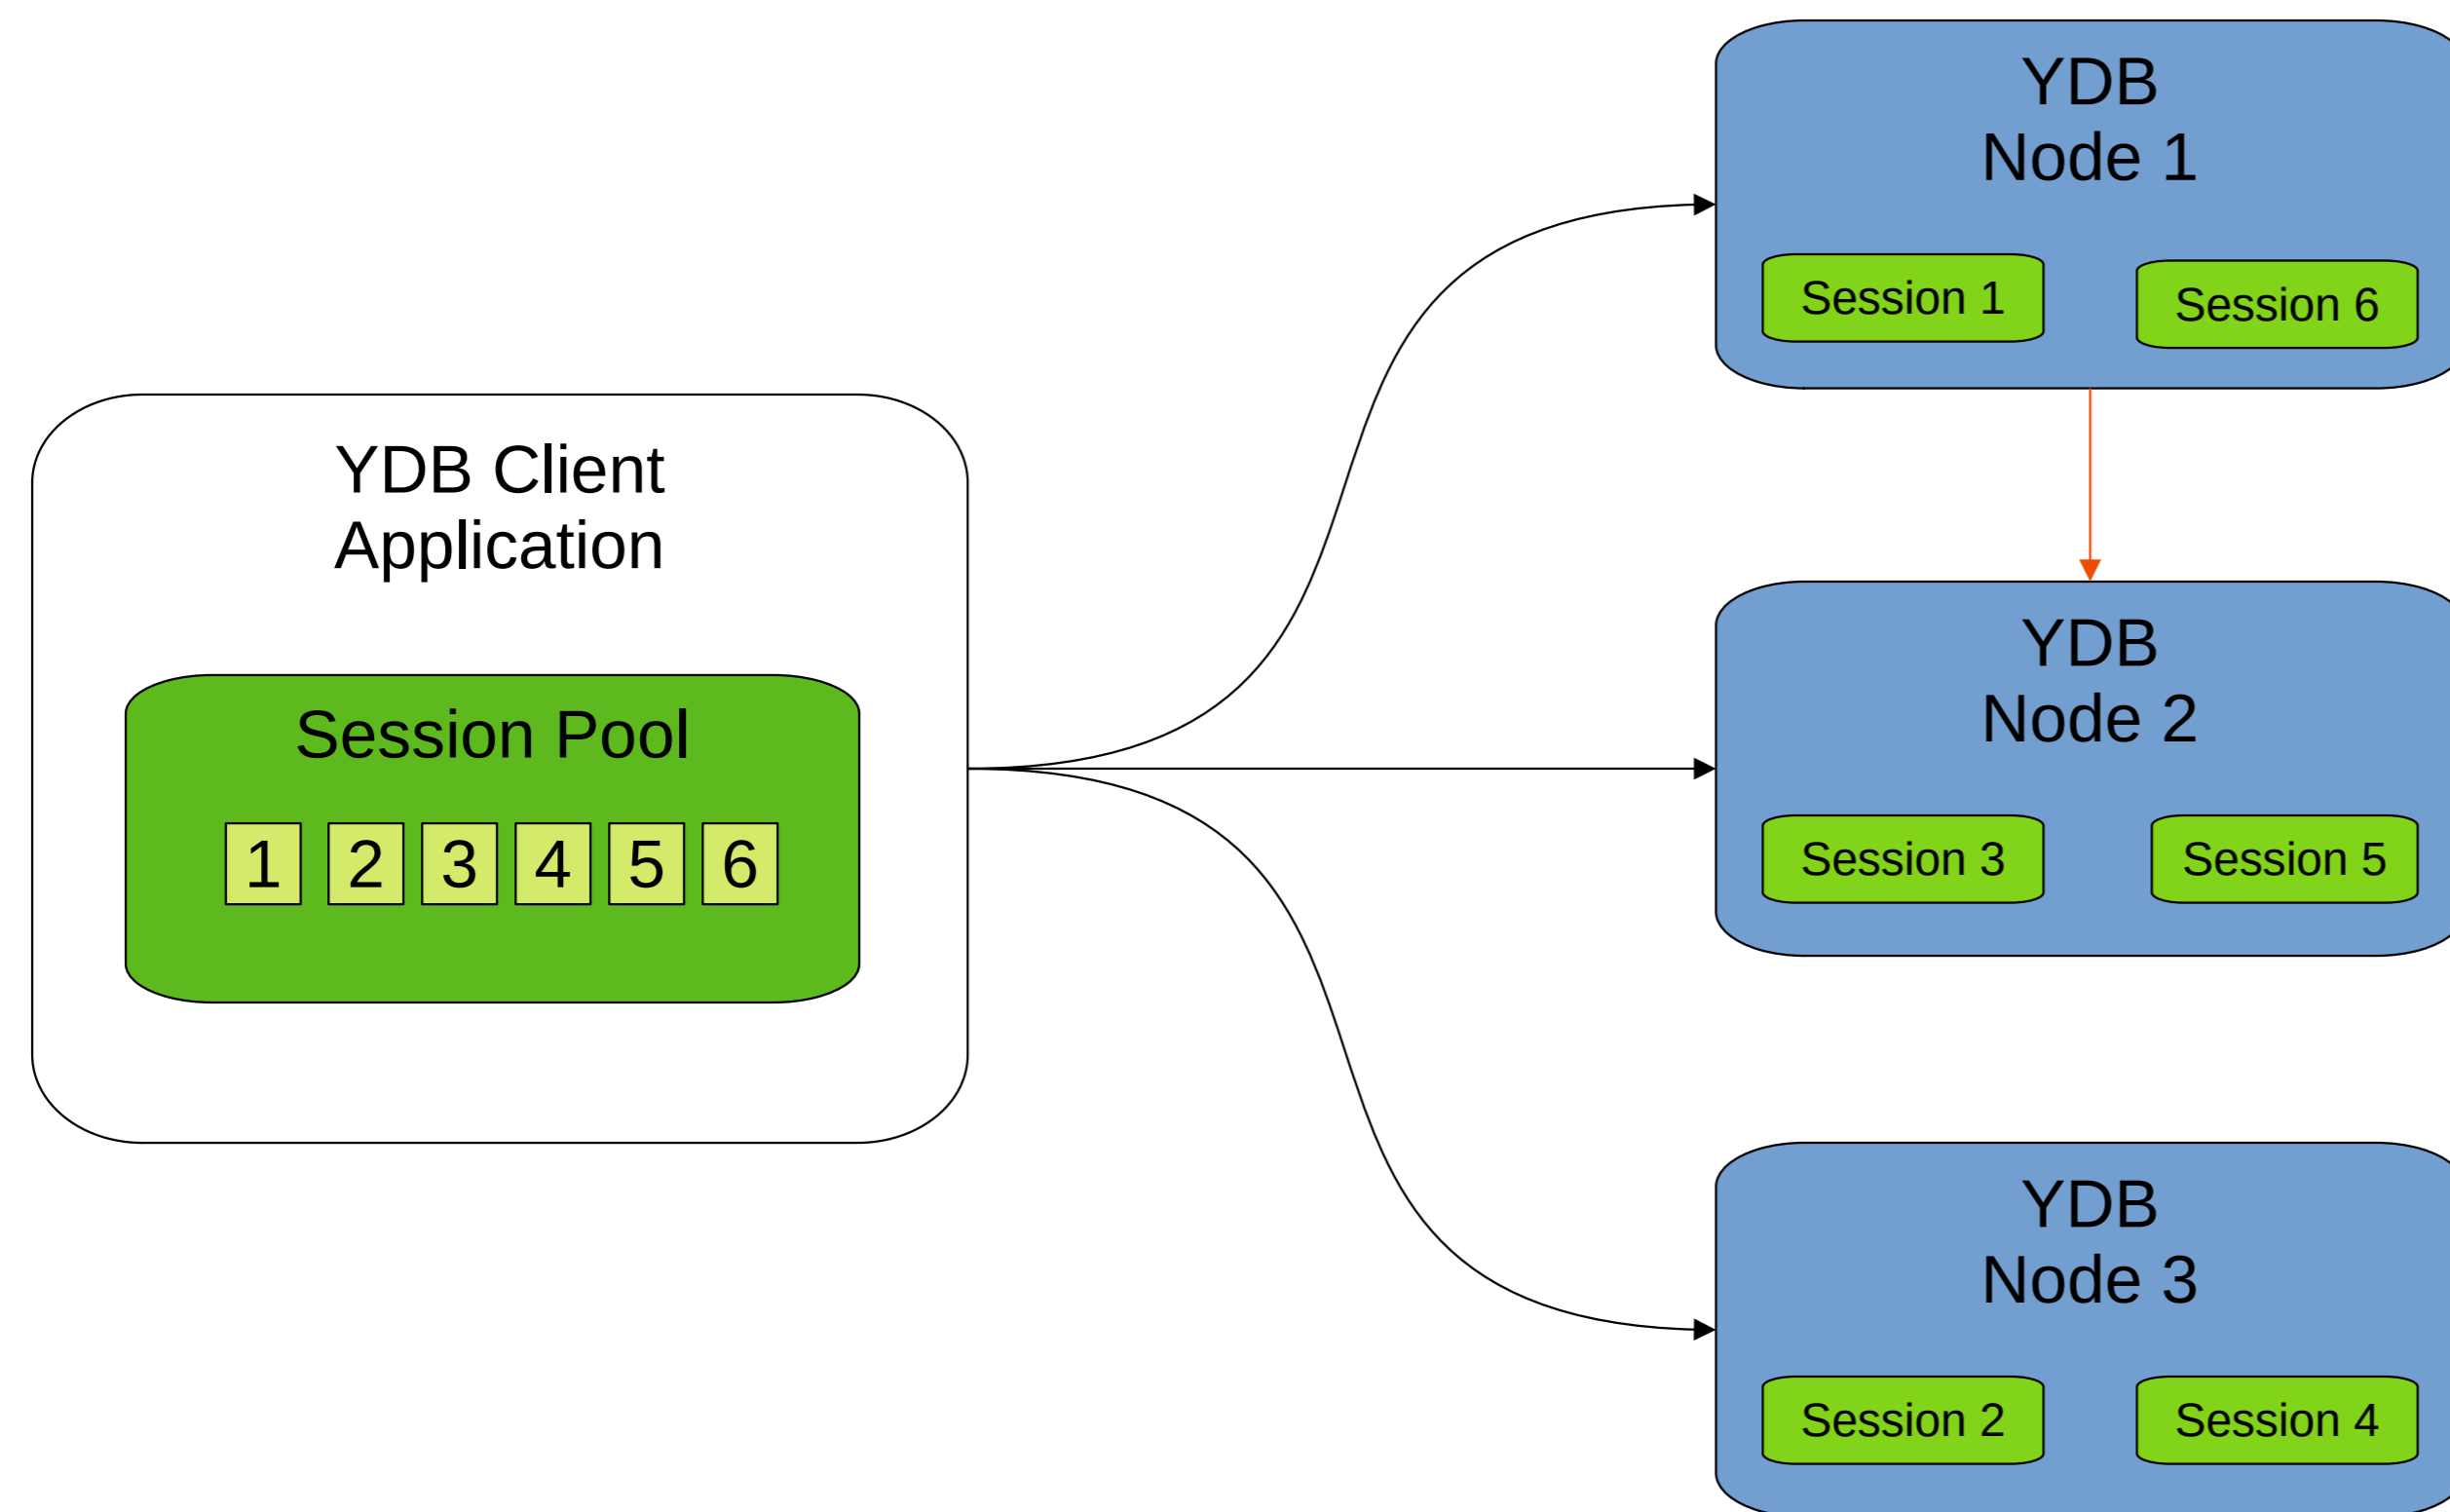 YDB Client
Application
Session Pool
1 2 3 4 5 6
YDB
Node 1
Session 1
Session 6
YDB
Node 2
Session 3
Session 5
YDB
Node 3
Session 2
Session 4